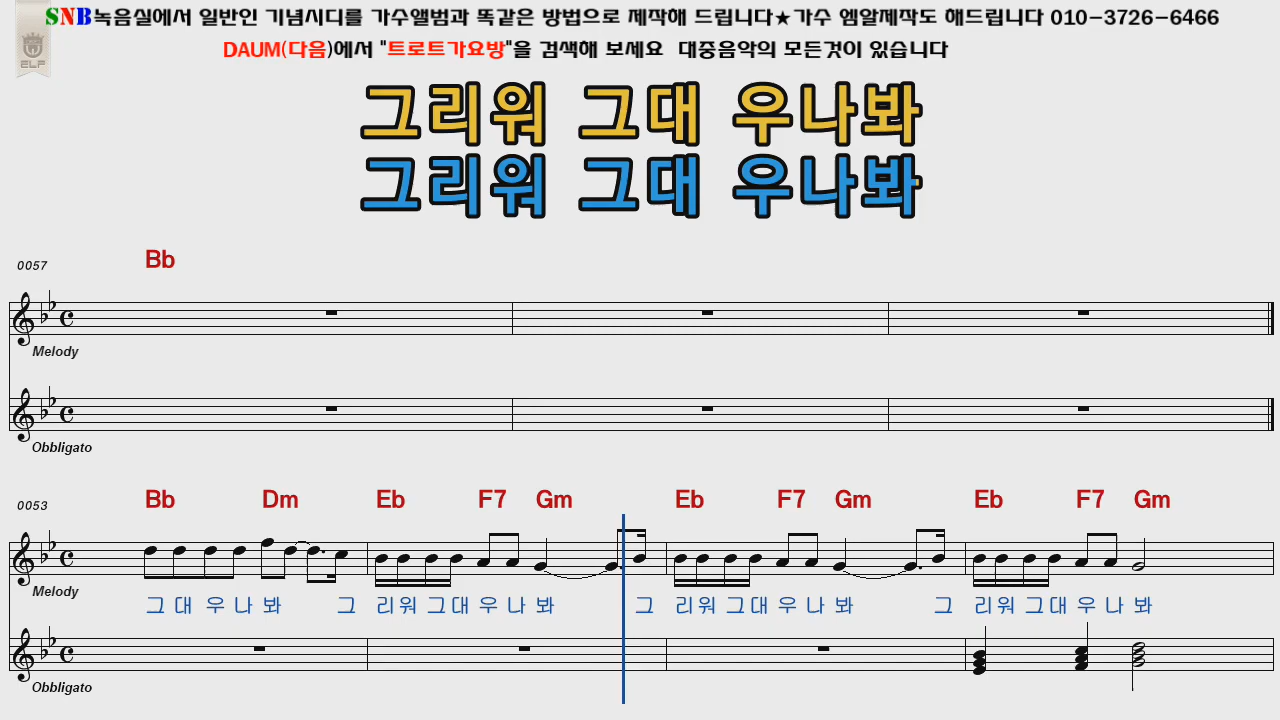 SNB녹음실에서 일반인 기념시디를 가수앨범과 똑같은 방법으로 제작해 드립니다★가수 엠알제작도 해드립니다 010-3726-6466
ELF
DAUM(다음)에서 "트로트가요방"을 검색해 보세요 대중음악의 모든것이 있습니다
그리워 그대 우나봐
그리워 그대 우나봐
0057
Bb
Melody
Obbligato
0053
Bb Dm Eb F7 Gm Eb F7 Gm Eb F7 Gm
Melody
그 대 우 나 봐 그 리 워 그 대 우 나 봐 그 리 워 그 대 우 나 봐 그 리 워 그 대 우 나 봐
Obbligato